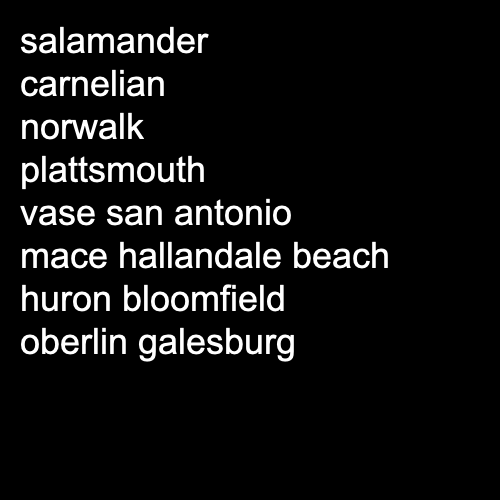 salamander
carnelian
norwalk
plattsmouth
vase san antonio
mace hallandale beach
huron bloomfield
oberlin galesburg